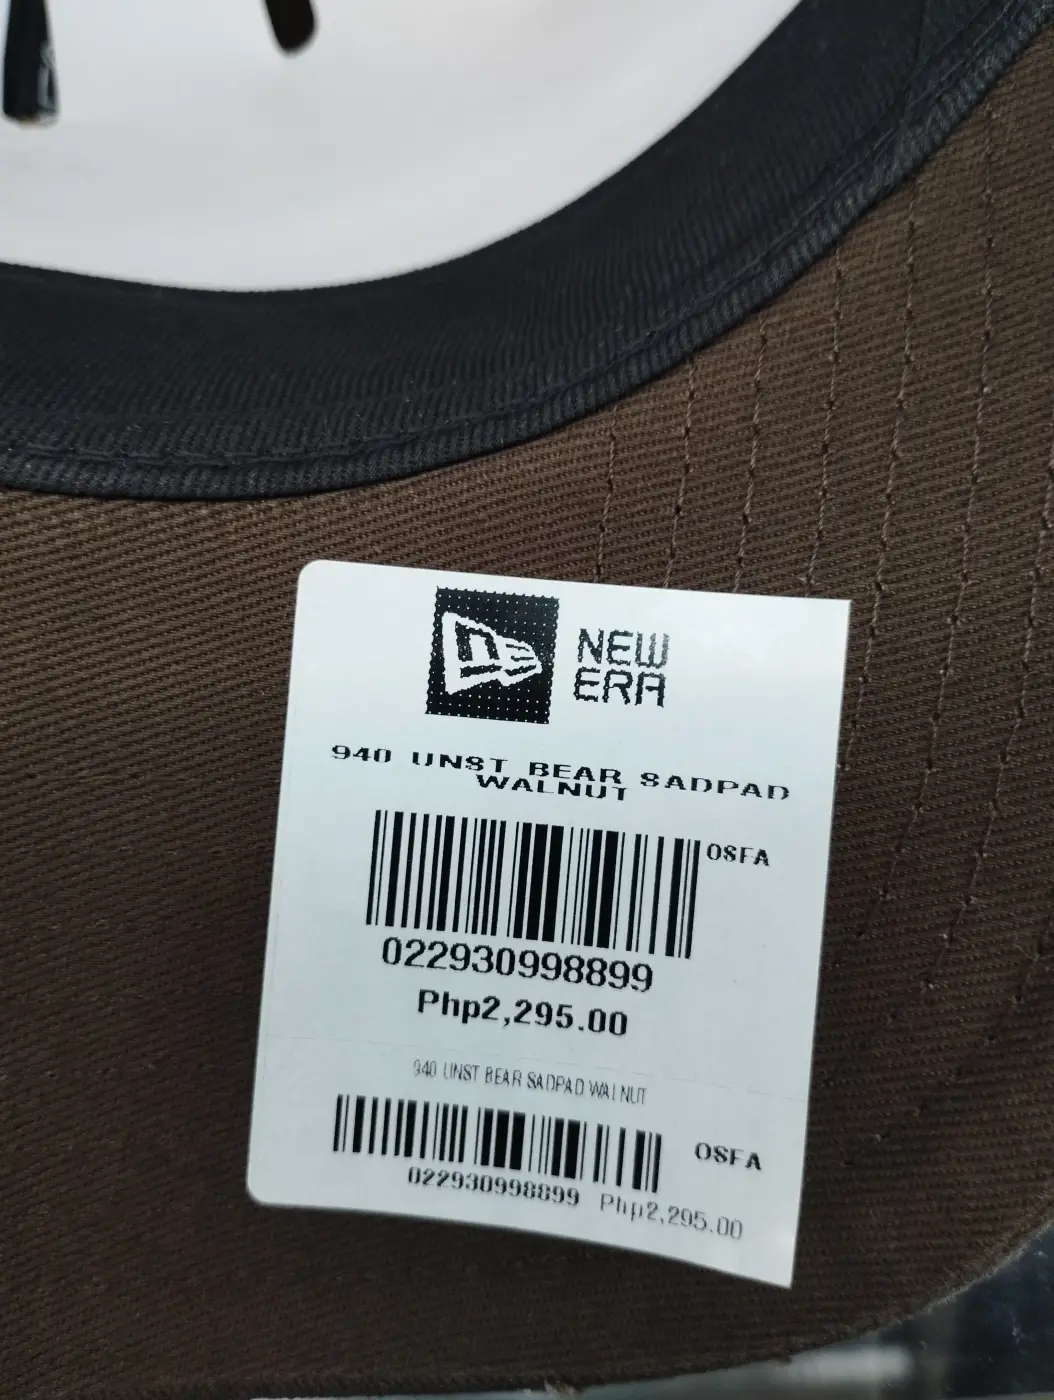 NEW
ERA
940 UNST BEAR SADPAD
WALNUT
OSFA
022930998899
Php2,295.00
940 UNST BEAR SADPAD WALNUT
OSFA
022930998899 Php2,295.00